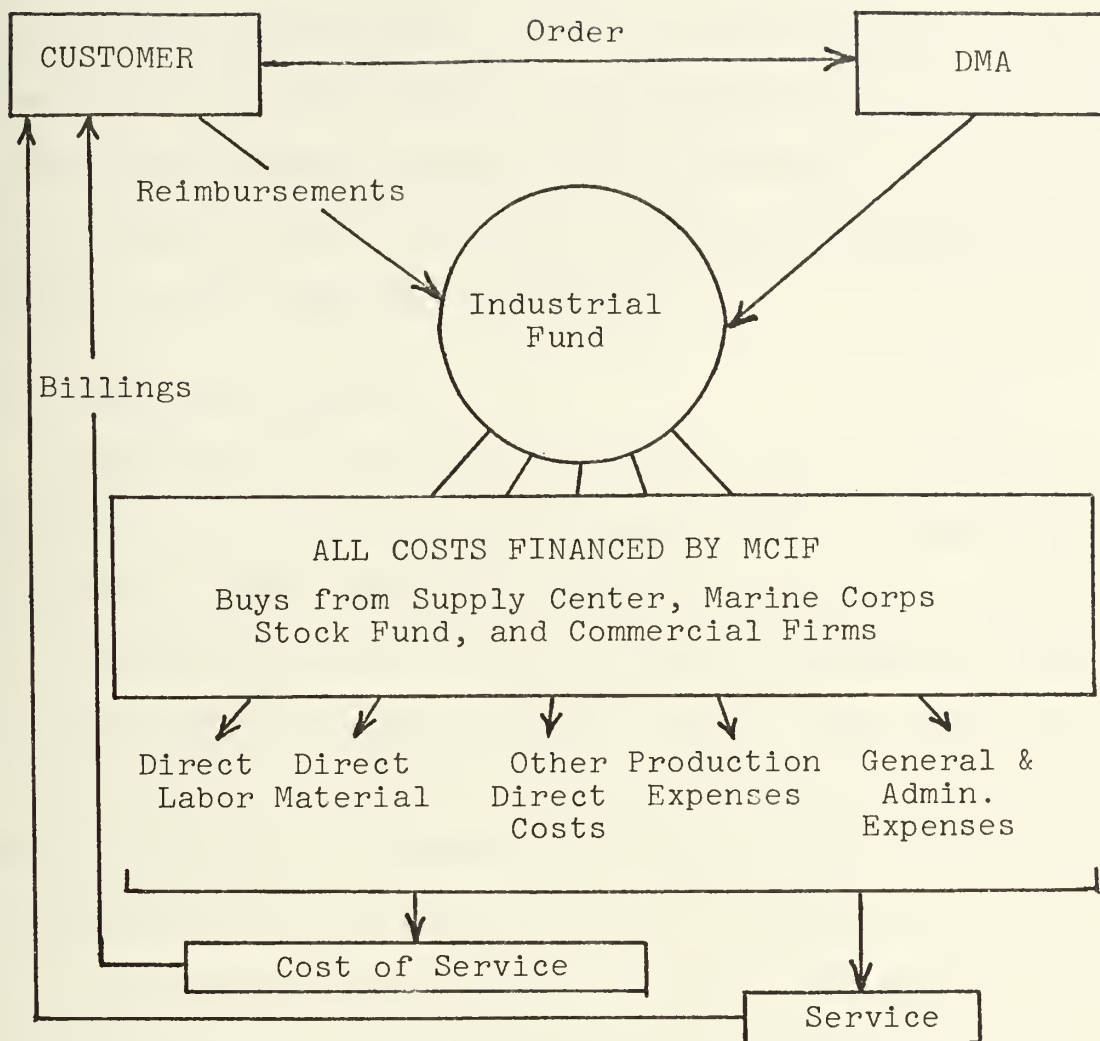 Order
CUSTOMER
DMA
Reimbursements
Industrial
Fund
Billings
ALL COSTS FINANCED BY MCIF
Buys from Supply Center, Marine Corps
Stock Fund, and Commercial Firms
Direct
Labor
Direct
Material
Other
Direct
Costs
Production
Expenses
General &
Admin.
Expenses
Cost of Service
Service